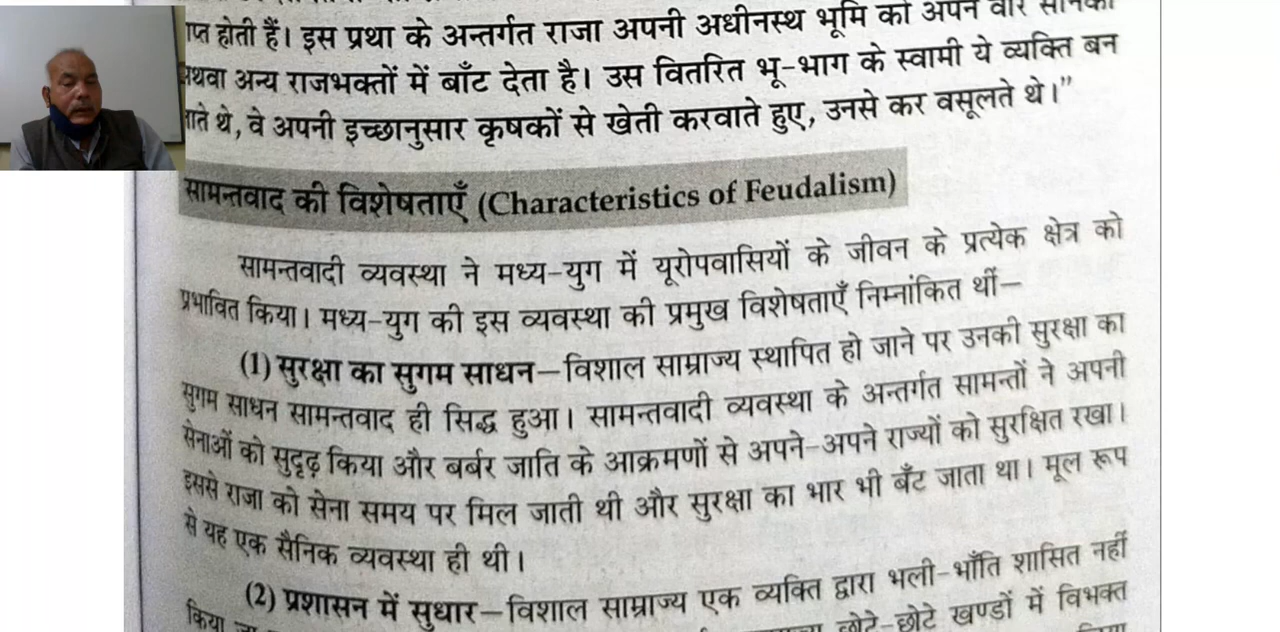 होती हैं। इस प्रथा के अन्तर्गत राजा अपनी अधीनस्थ भूमि को अपने वीर
अन्य राजभक्तों में बाँट देता है। उस वितरित भू-भाग के स्वामी ये व्यक्ति बन
थे, वे अपनी इच्छानुसार कृषकों से खेती करवाते हुए, उनसे कर वसूलते थे।”
सामन्तवाद की विशेषताएँ (Characteristics of Feudalism)
सामन्तवादी व्यवस्था ने मध्य-युग में यूरोपवासियों के जीवन के प्रत्येक क्षेत्र को
प्रभावित किया। मध्य-युग की इस व्यवस्था की प्रमुख विशेषताएँ निम्नांकित थीं—
(1) सुरक्षा का सुगम साधन—विशाल साम्राज्य स्थापित हो जाने पर उनकी सुरक्षा का
सुगम साधन सामन्तवाद ही सिद्ध हुआ। सामन्तवादी व्यवस्था के अन्तर्गत सामन्तों ने अपनी
सेनाओं को सुदृढ़ किया और बर्बर जाति के आक्रमणों से अपने-अपने राज्यों को सुरक्षित रखा।
इससे राजा को सेना समय पर मिल जाती थी और सुरक्षा का भार भी बँट जाता था। मूल रूप
से यह एक सैनिक व्यवस्था ही थी।
(2) प्रशासन में सुधार—विशाल साम्राज्य एक व्यक्ति द्वारा भली-भाँति शासित नहीं
किया छोटे-छोटे खण्डों में विभक्त